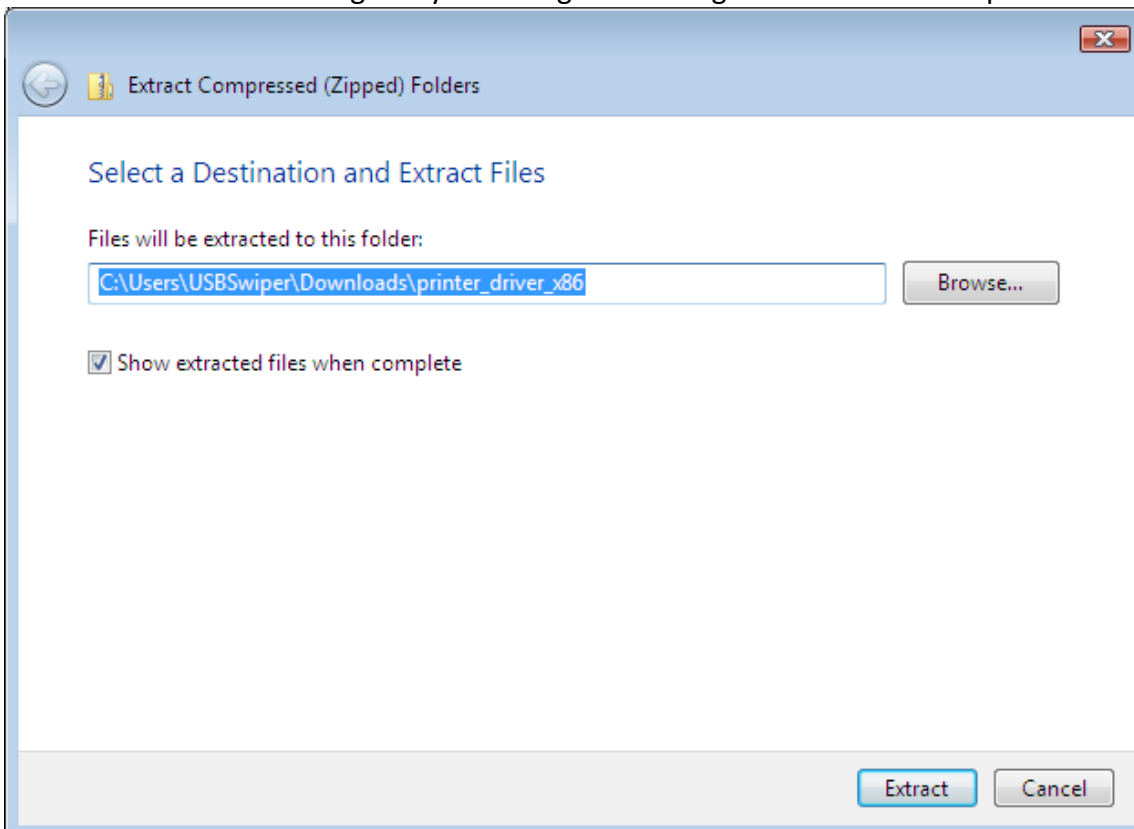 Extract Compressed (Zipped) Folders
Select a Destination and Extract Files
Files will be extracted to this folder:
C:\Users\USBSwiper\Downloads\printer_driver_x86
Browse...
Show extracted files when complete
Extract
Cancel